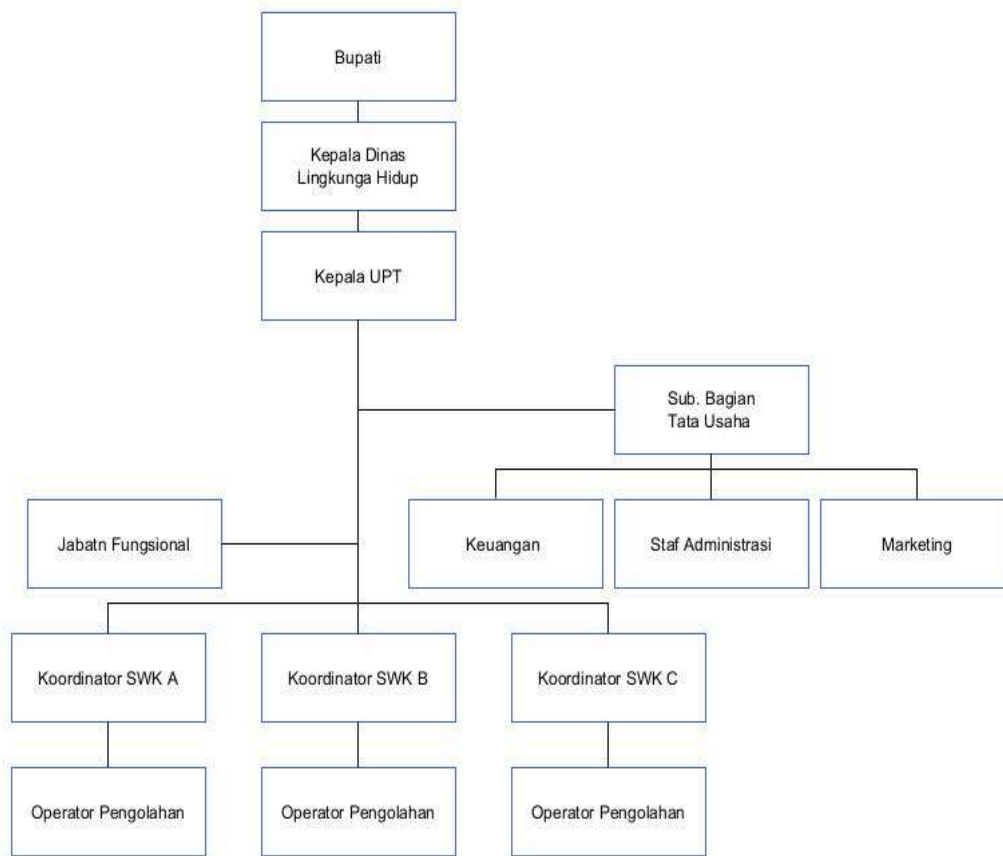 Bupati
Kepala Dinas
Lingkunga Hidup
Kepala UPT
Sub. Bagian
Tata Usaha
Jabatn Fungsional
Keuangan
Staf Administrasi
Marketing
Koordinator SWK A
Koordinator SWK B
Koordinator SWK C
Operator Pengolahan
Operator Pengolahan
Operator Pengolahan